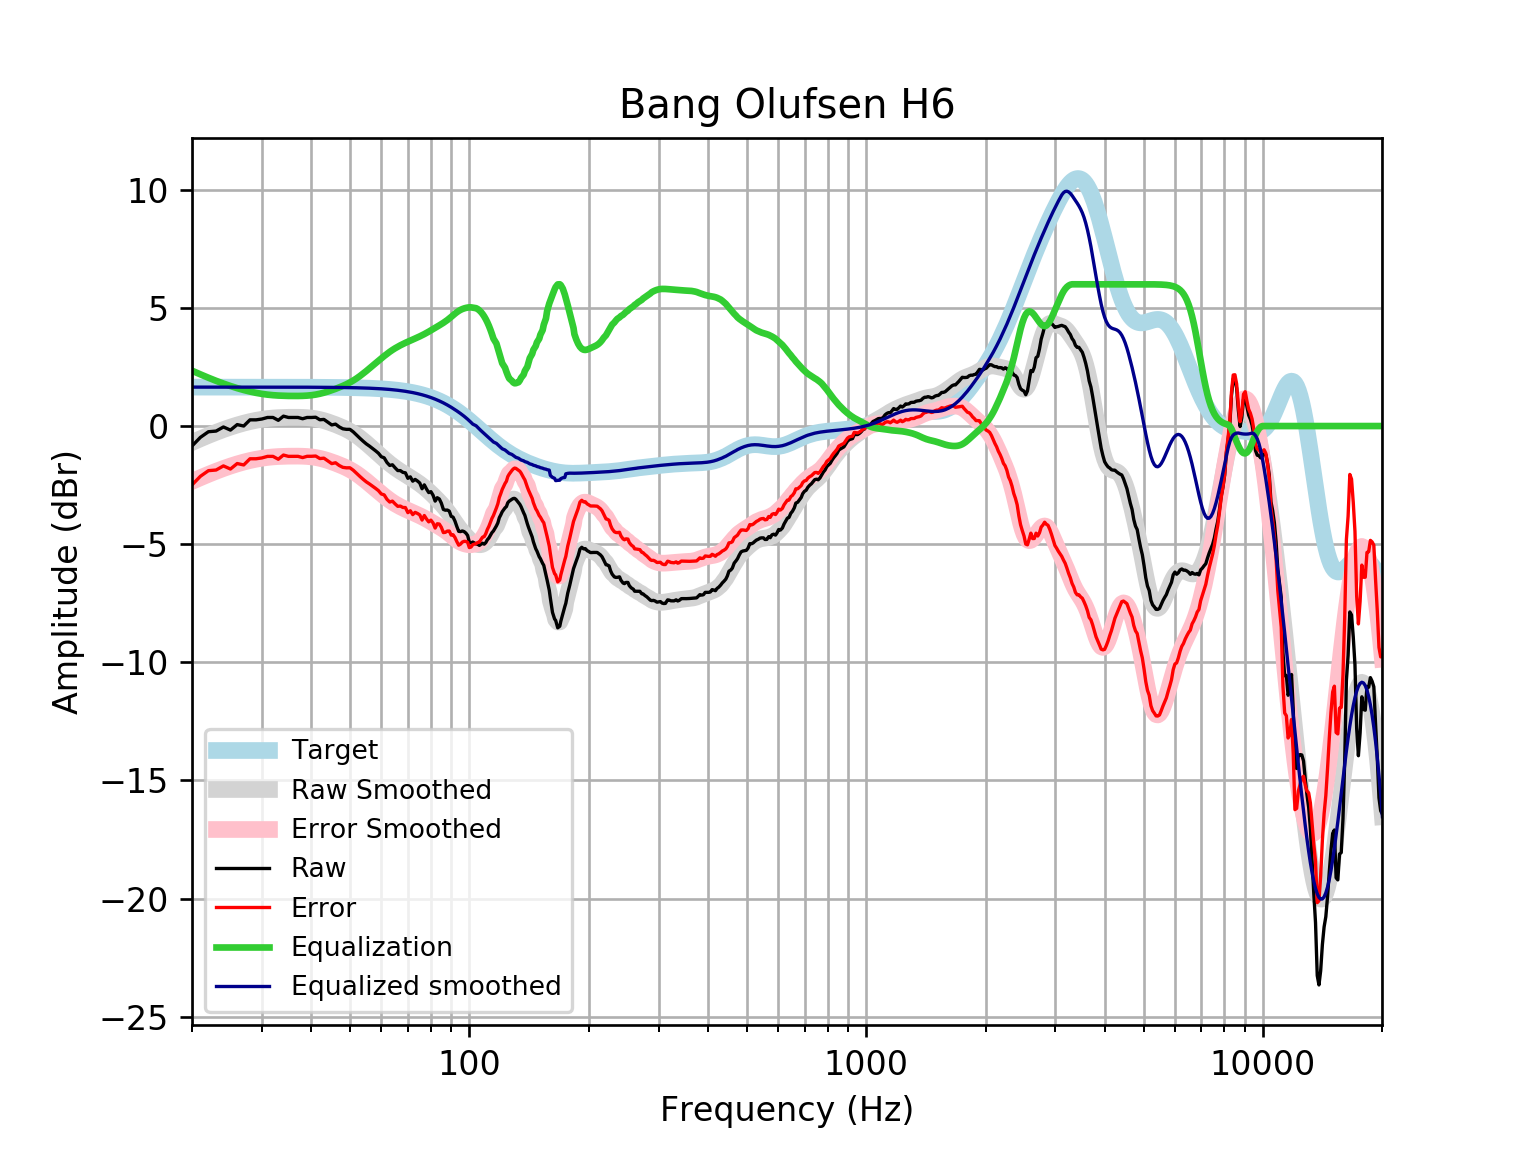 Bang Olufsen H6
Amplitude (dBr)
10
5
0
−5
−10
−15
−20
−25
Target
Raw Smoothed
Error Smoothed
Raw
Error
Equalization
Equalized smoothed
100
1000
10000
Frequency (Hz)